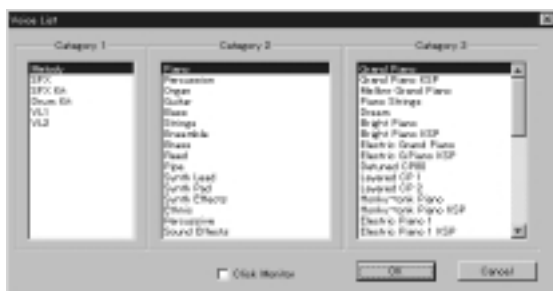 Voice List
Category 1
Category 2
Category 3
Melody
SFX
SFX Kit
Drum Kit
VL1
VL2
Piano
Percussion
Organ
Guitar
Bass
Strings
Ensemble
Brass
Reed
Pipe
Synth Lead
Synth Pad
Synth Effects
Ethnic
Percussive
Sound Effects
Grand Piano
Grand Piano KSP
Mellow Grand Piano
Piano Strings
Dream
Bright Piano
Bright Piano KSP
Electric Grand Piano
Electric G.Piano KSP
Detuned CP80
Layered CP 1
Layered CP 2
Honky-tonk Piano
Honky-tonk Piano KSP
Electric Piano 1
Electric Piano 1 KSP
Click Monitor
OK
Cancel